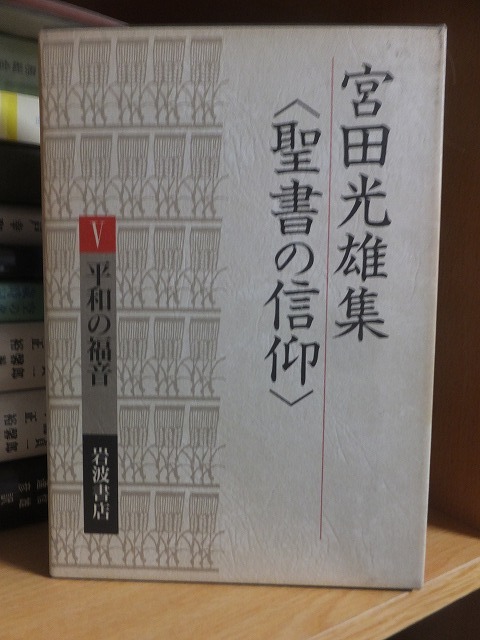 宮田光雄集
〈聖書の信仰〉
V
平和の福音
岩波書店